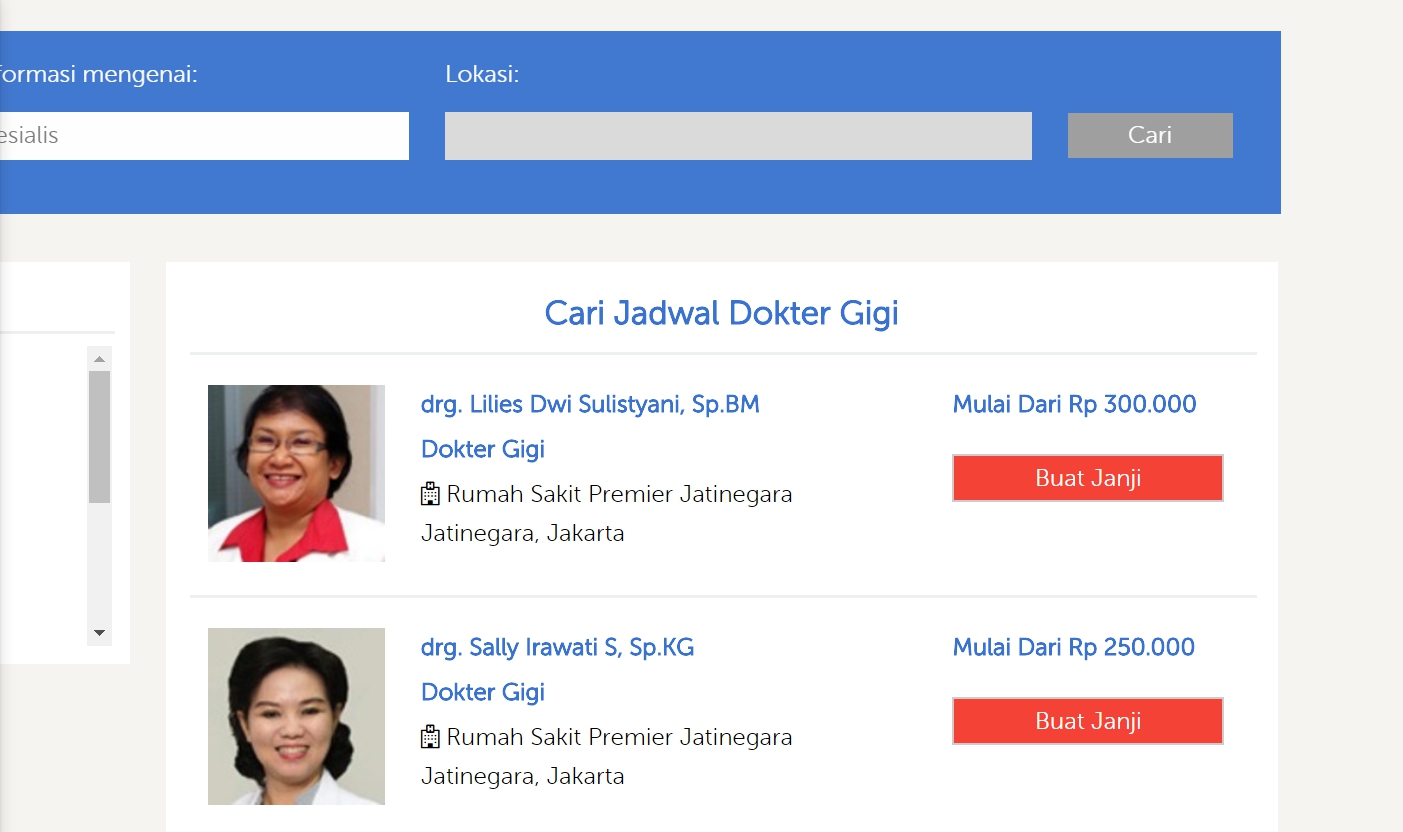 formasi mengenai:
Lokasi:
esialis
Cari
Cari Jadwal Dokter Gigi
drg. Lilies Dwi Sulistyani, Sp.BM
Mulai Dari Rp 300.000
Dokter Gigi
Buat Janji
Rumah Sakit Premier Jatinegara
Jatinegara, Jakarta
drg. Sally Irawati S, Sp.KG
Mulai Dari Rp 250.000
Dokter Gigi
Buat Janji
Rumah Sakit Premier Jatinegara
Jatinegara, Jakarta